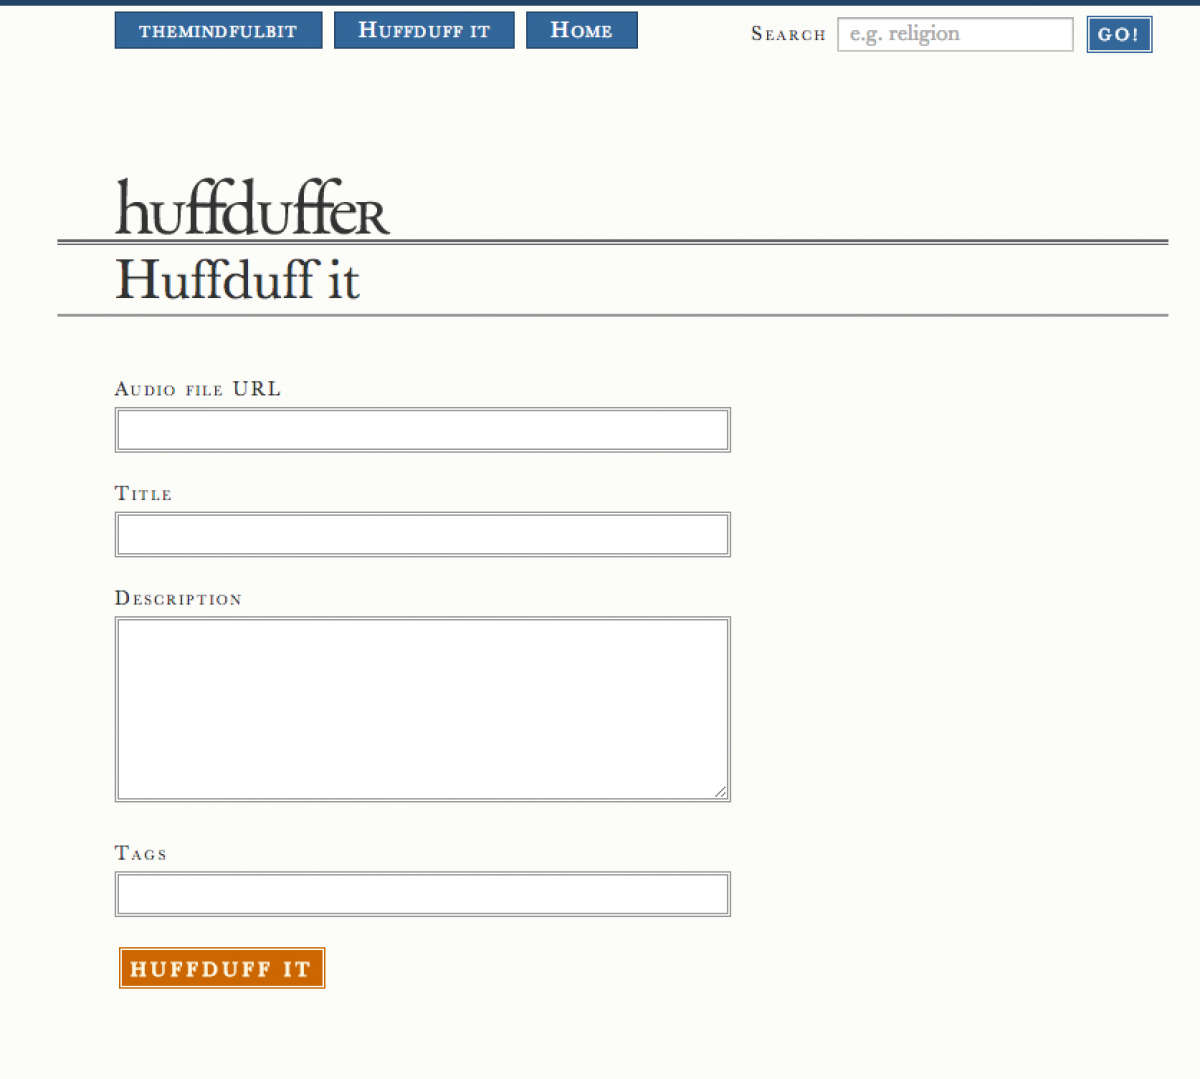 themindfulbit
Huffduff it
Home
Search
e.g. religion
GO!
huffduffer
Huffduff it
Audio file URL
Title
Description
Tags
HUFFDUFF IT